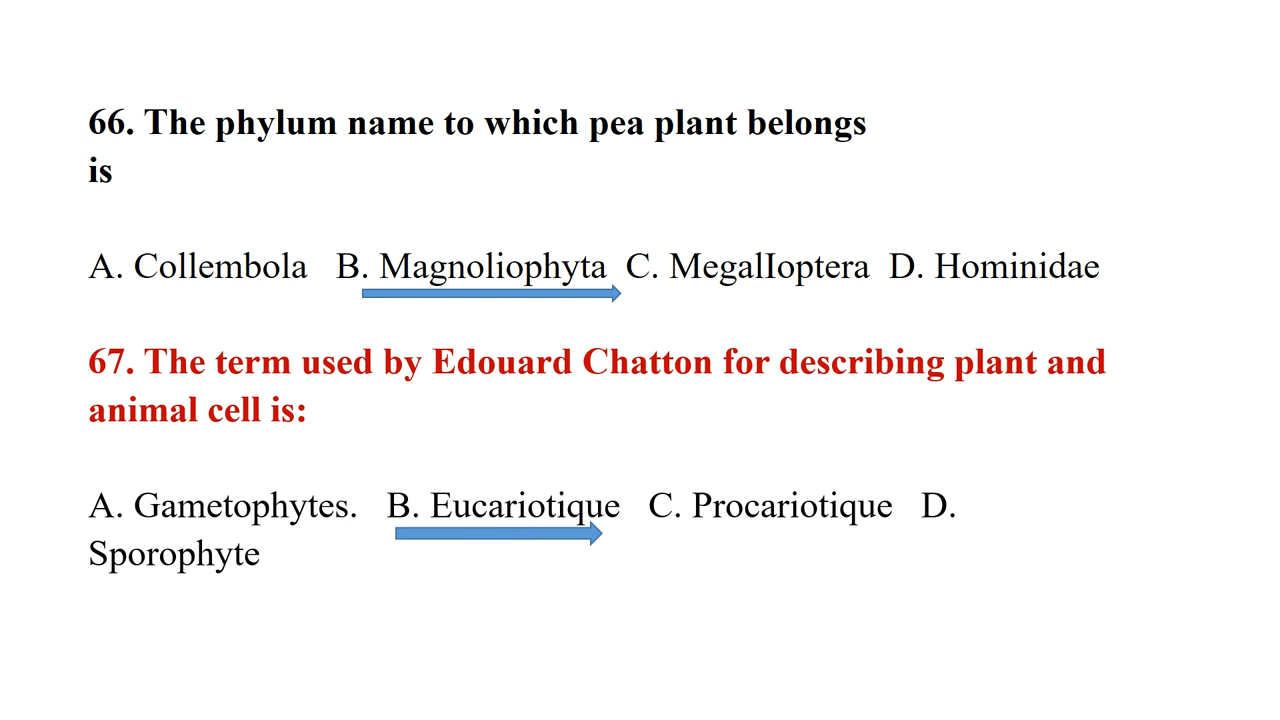 66. The phylum name to which pea plant belongs
is
A. Collembola B. Magnoliophyta C. MegalIoptera D. Hominidae
67. The term used by Edouard Chatton for describing plant and
animal cell is:
A. Gametophytes. B. Eucariotique C. Procariotique D.
Sporophyte